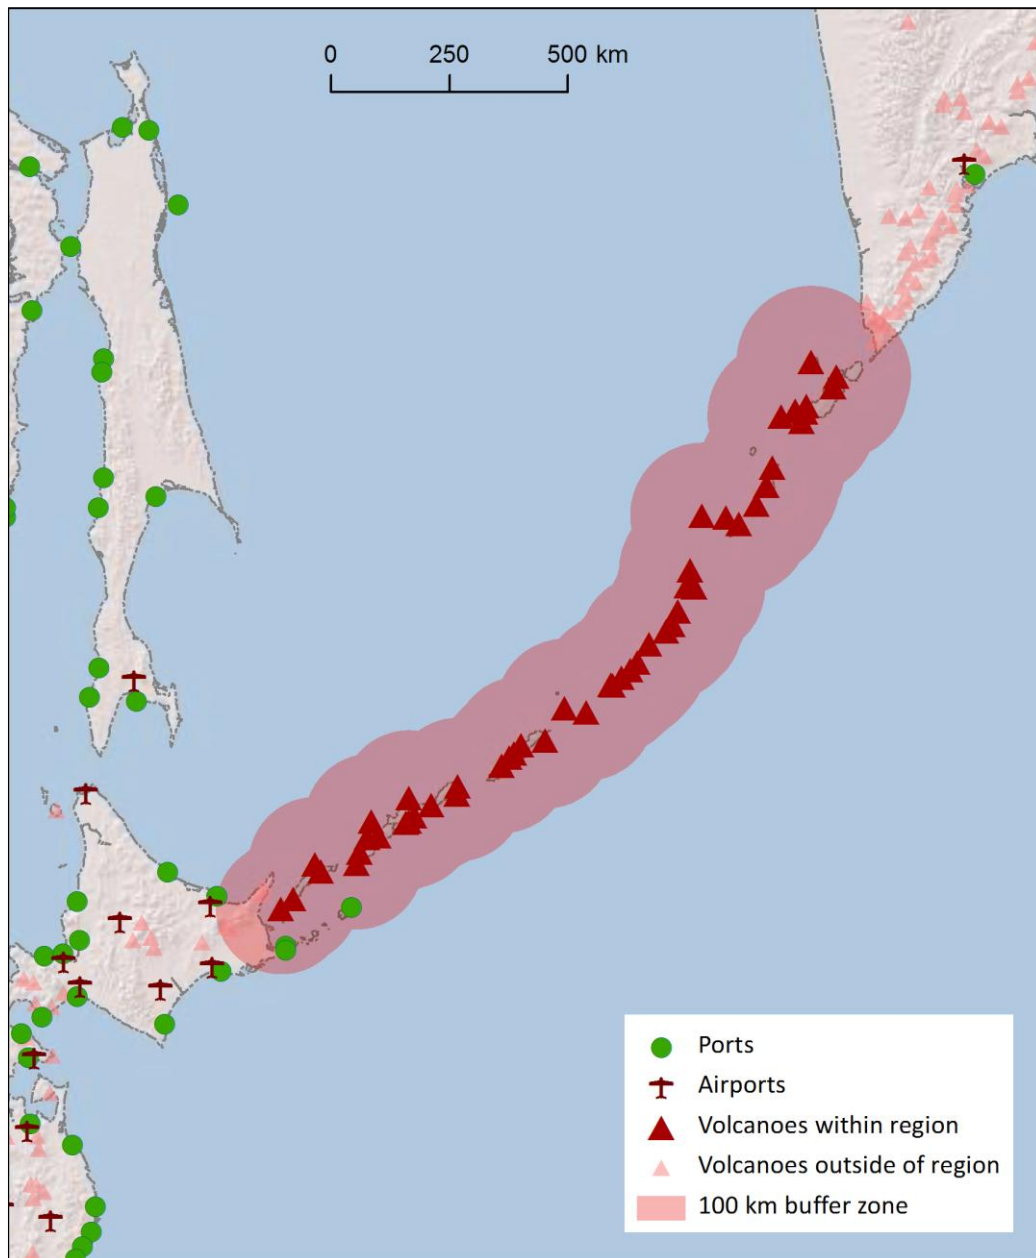 0 250 500 km
Ports
Airports
Volcanoes within region
Volcanoes outside of region
100 km buffer zone